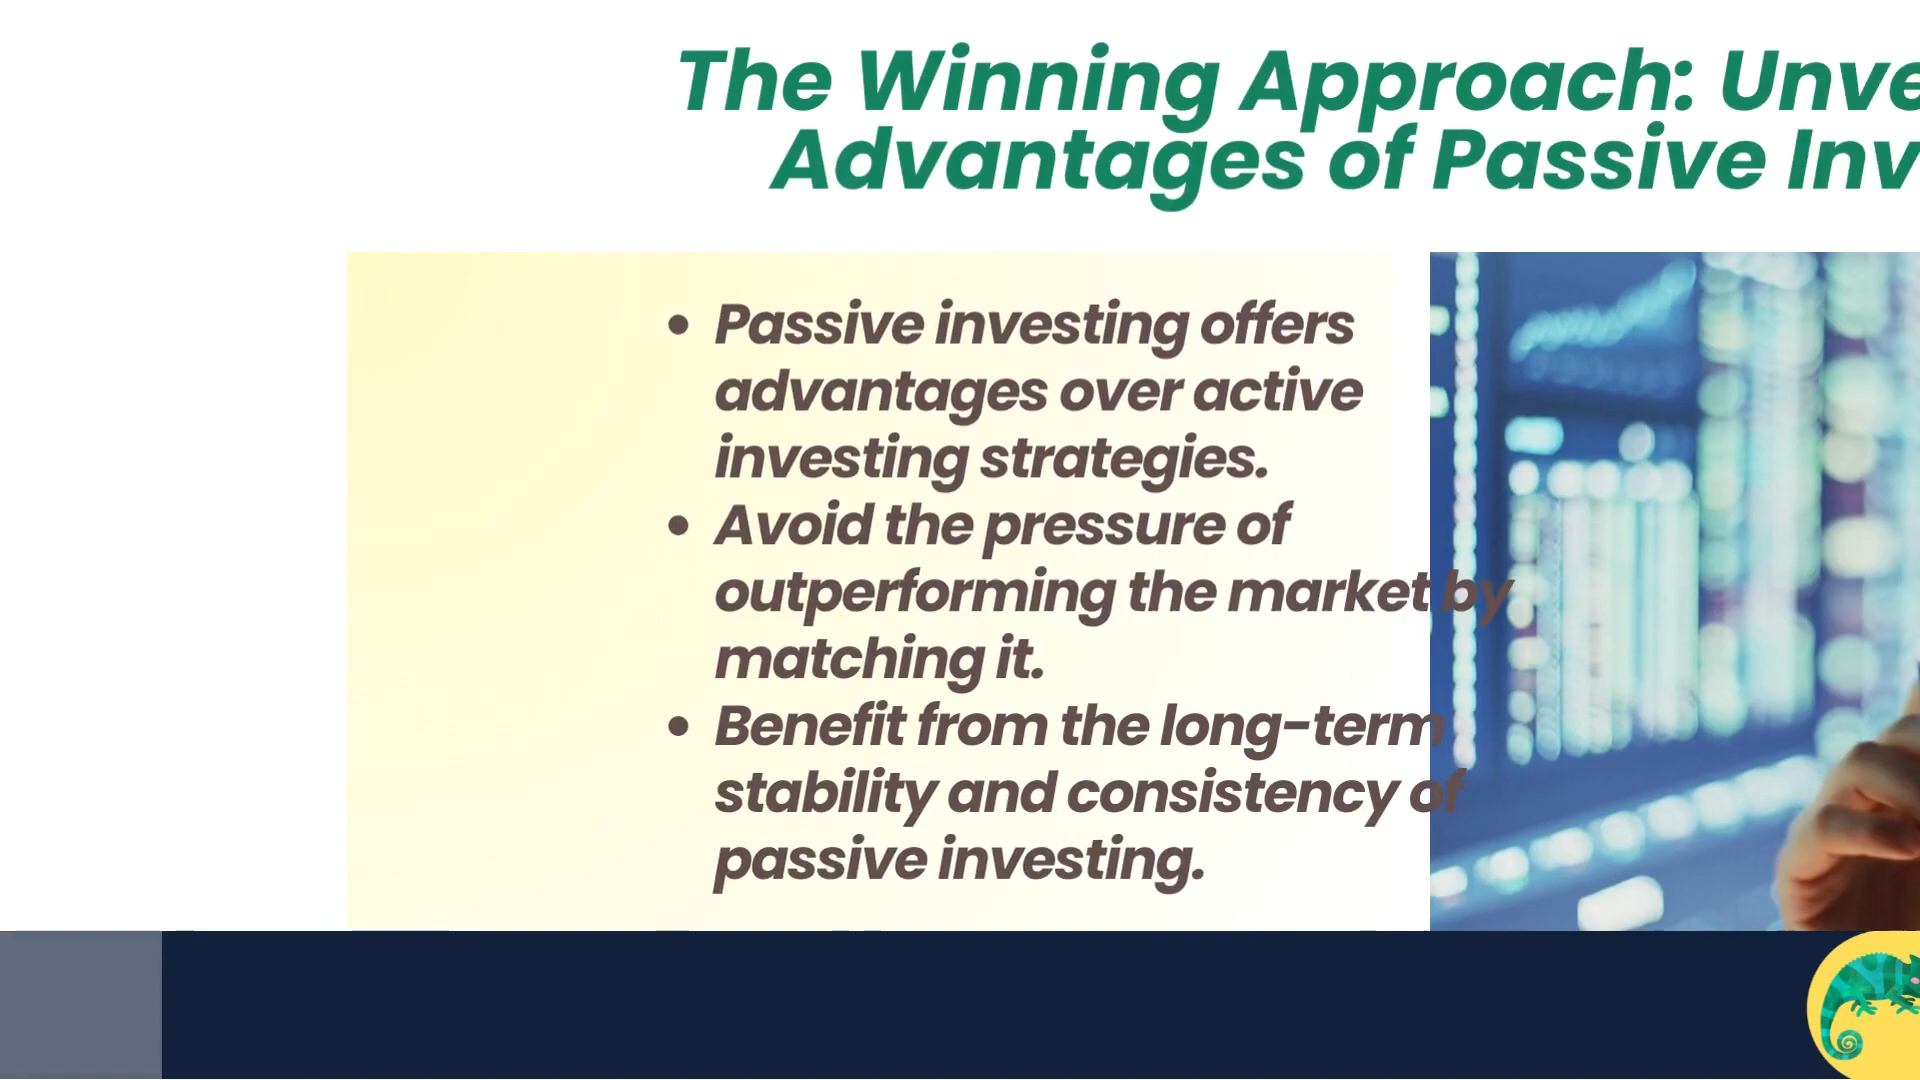 The Winning Approach: Unve
Advantages of Passive Inv
• Passive investing offers
advantages over active
investing strategies.
• Avoid the pressure of
outperforming the market by
matching it.
• Benefit from the long-term
stability and consistency of
passive investing.